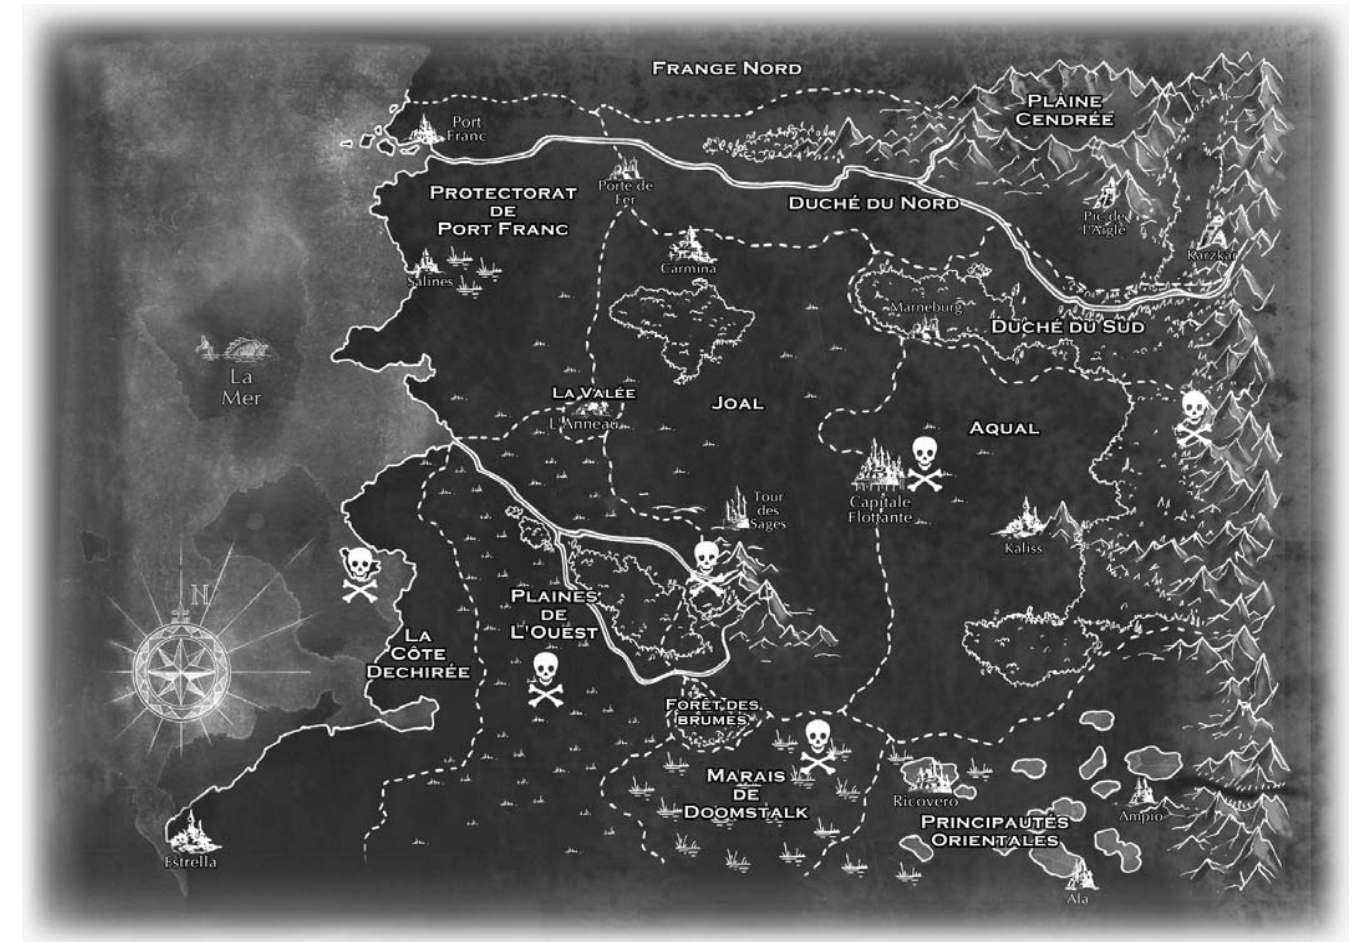 FRANGE NORD
PLAINE
CENDRÉE
Port
Franc
Porte de
Fer
PROTECTORAT
DE
PORT FRANC
DUCHÉ DU NORD
Pic de
l'Aigle
Karzkar
Carmina
Salines
Marneburg
DUCHÉ DU SUD
La
Mer
LA VALÉE
L'Anneau
JOAL
AQUAL
Capitale
Flottante
Tour
des
Sages
Kaliss
N
PLAINES
DE
L'OUEST
LA
CÔTE
DECHIRÉE
FORÊT DES
BRUMES
MARAIS
DE
DOOMSTALK
Ricovero
PRINCIPAUTÉS
ORIENTALES
Ampio
Estrella
Ala